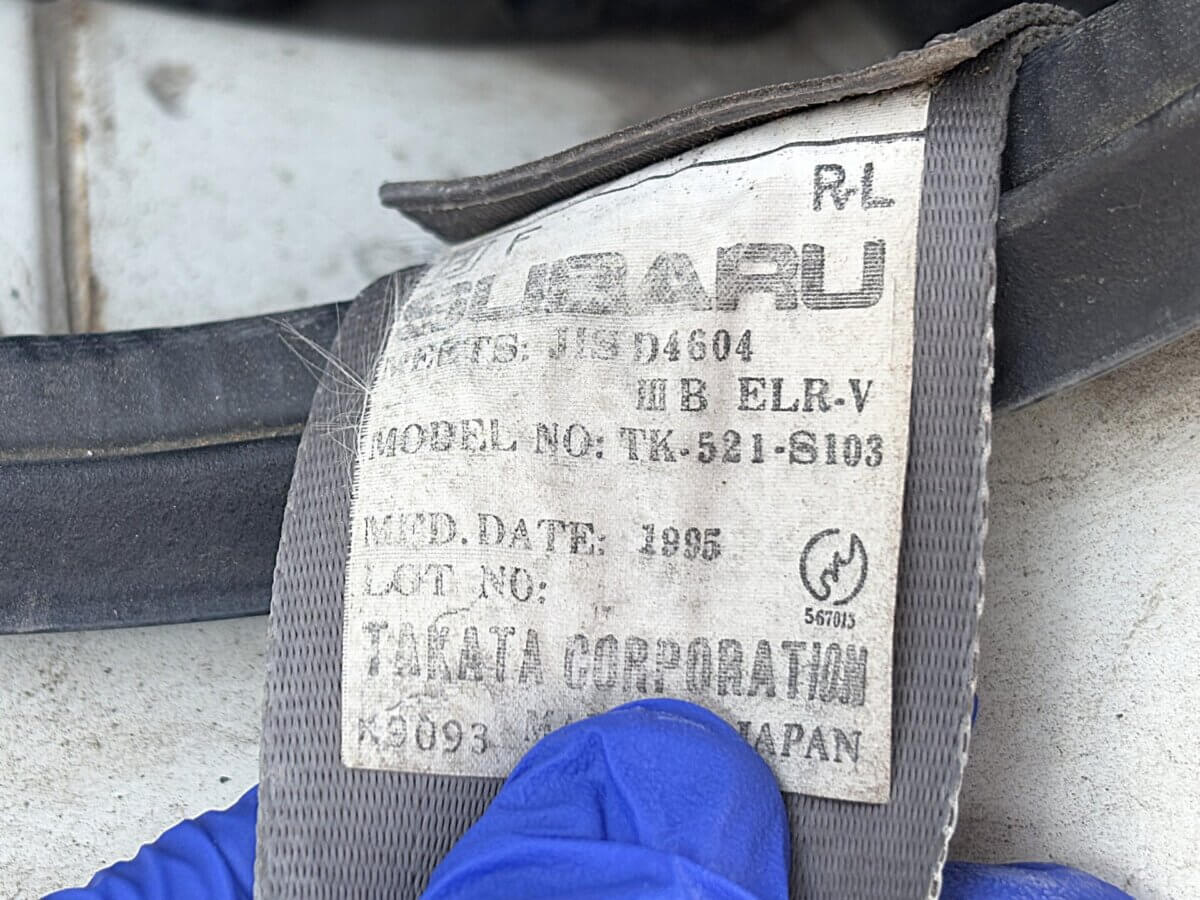 R-L
SUBARU
MEETS: JIS D4604
III B ELR-V
MODEL NO: TK-521-S103
MFD. DATE: 1995
LOT NO:
567015
TAKATA CORPORATION
K9093 JAPAN